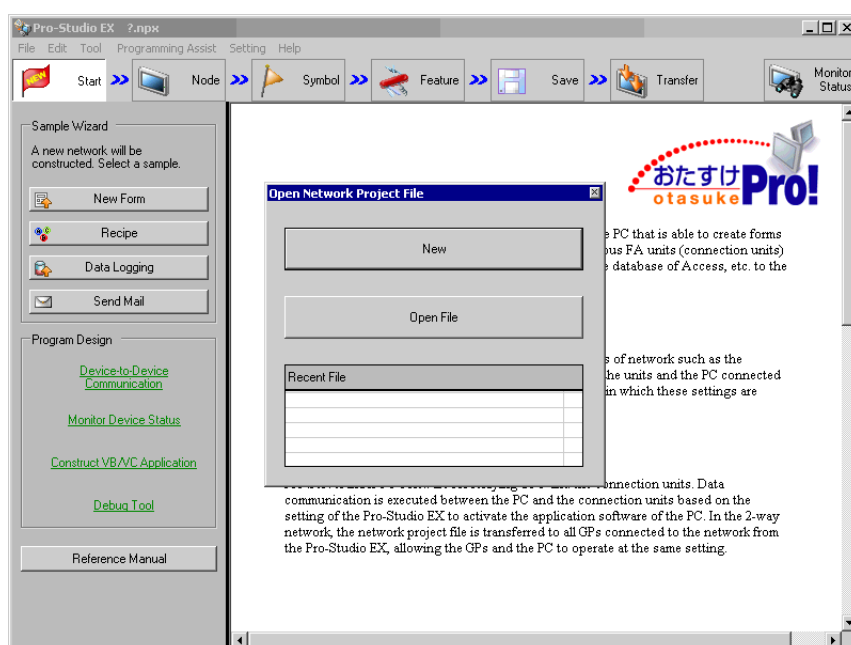 Pro-Studio EX ?.npx
File Edit Tool Programming Assist Setting Help
NEW Start Node Symbol Feature Save Transfer Monitor Status
Sample Wizard
A new network will be
constructed. Select a sample.
New Form
Recipe
Data Logging
Send Mail
Program Design
Device-to-Device
Communication
Monitor Device Status
Construct VB/VC Application
Debug Tool
Reference Manual
おたすけ Pro!
otasuke
Open Network Project File
New
Open File
Recent File
PC that is able to create forms
ous FA units (connection units)
database of Access, etc. to the
s of network such as the
he units and the PC connected
in which these settings are
connection units. Data
communication is executed between the PC and the connection units based on the
setting of the Pro-Studio EX to activate the application software of the PC. In the 2-way
network, the network project file is transferred to all GPs connected to the network from
the Pro-Studio EX, allowing the GPs and the PC to operate at the same setting.